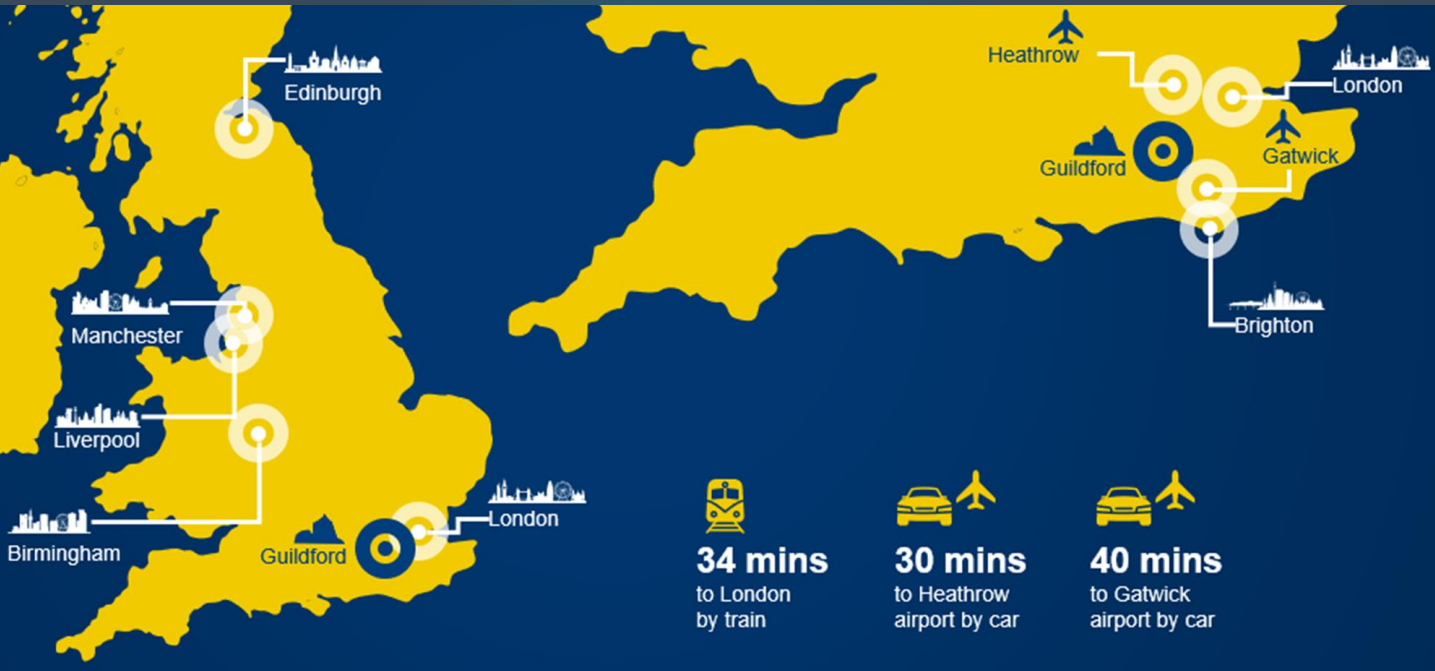 Edinburgh
Manchester
Liverpool
Birmingham
Guildford
London
Heathrow
London
Guildford
Gatwick
Brighton
34 mins
to London
by train
30 mins
to Heathrow
airport by car
40 mins
to Gatwick
airport by car